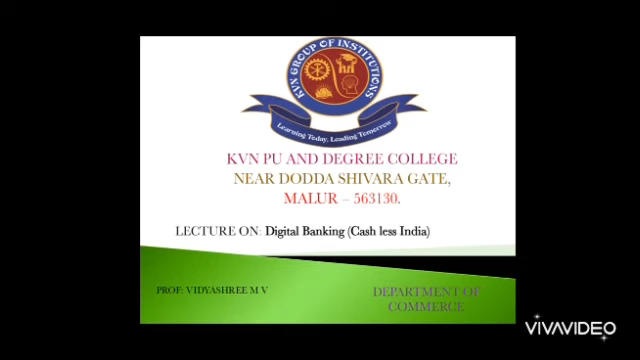 KVN GROUP OF INSTITUTIONS
Learning Today, Leading Tomorrow
KVN PU AND DEGREE COLLEGE
NEAR DODDA SHIVARA GATE,
MALUR – 563130.
LECTURE ON: Digital Banking (Cash less India)
PROF: VIDYASHREE M V
DEPARTMENT OF
COMMERCE
VIVAVIDEO